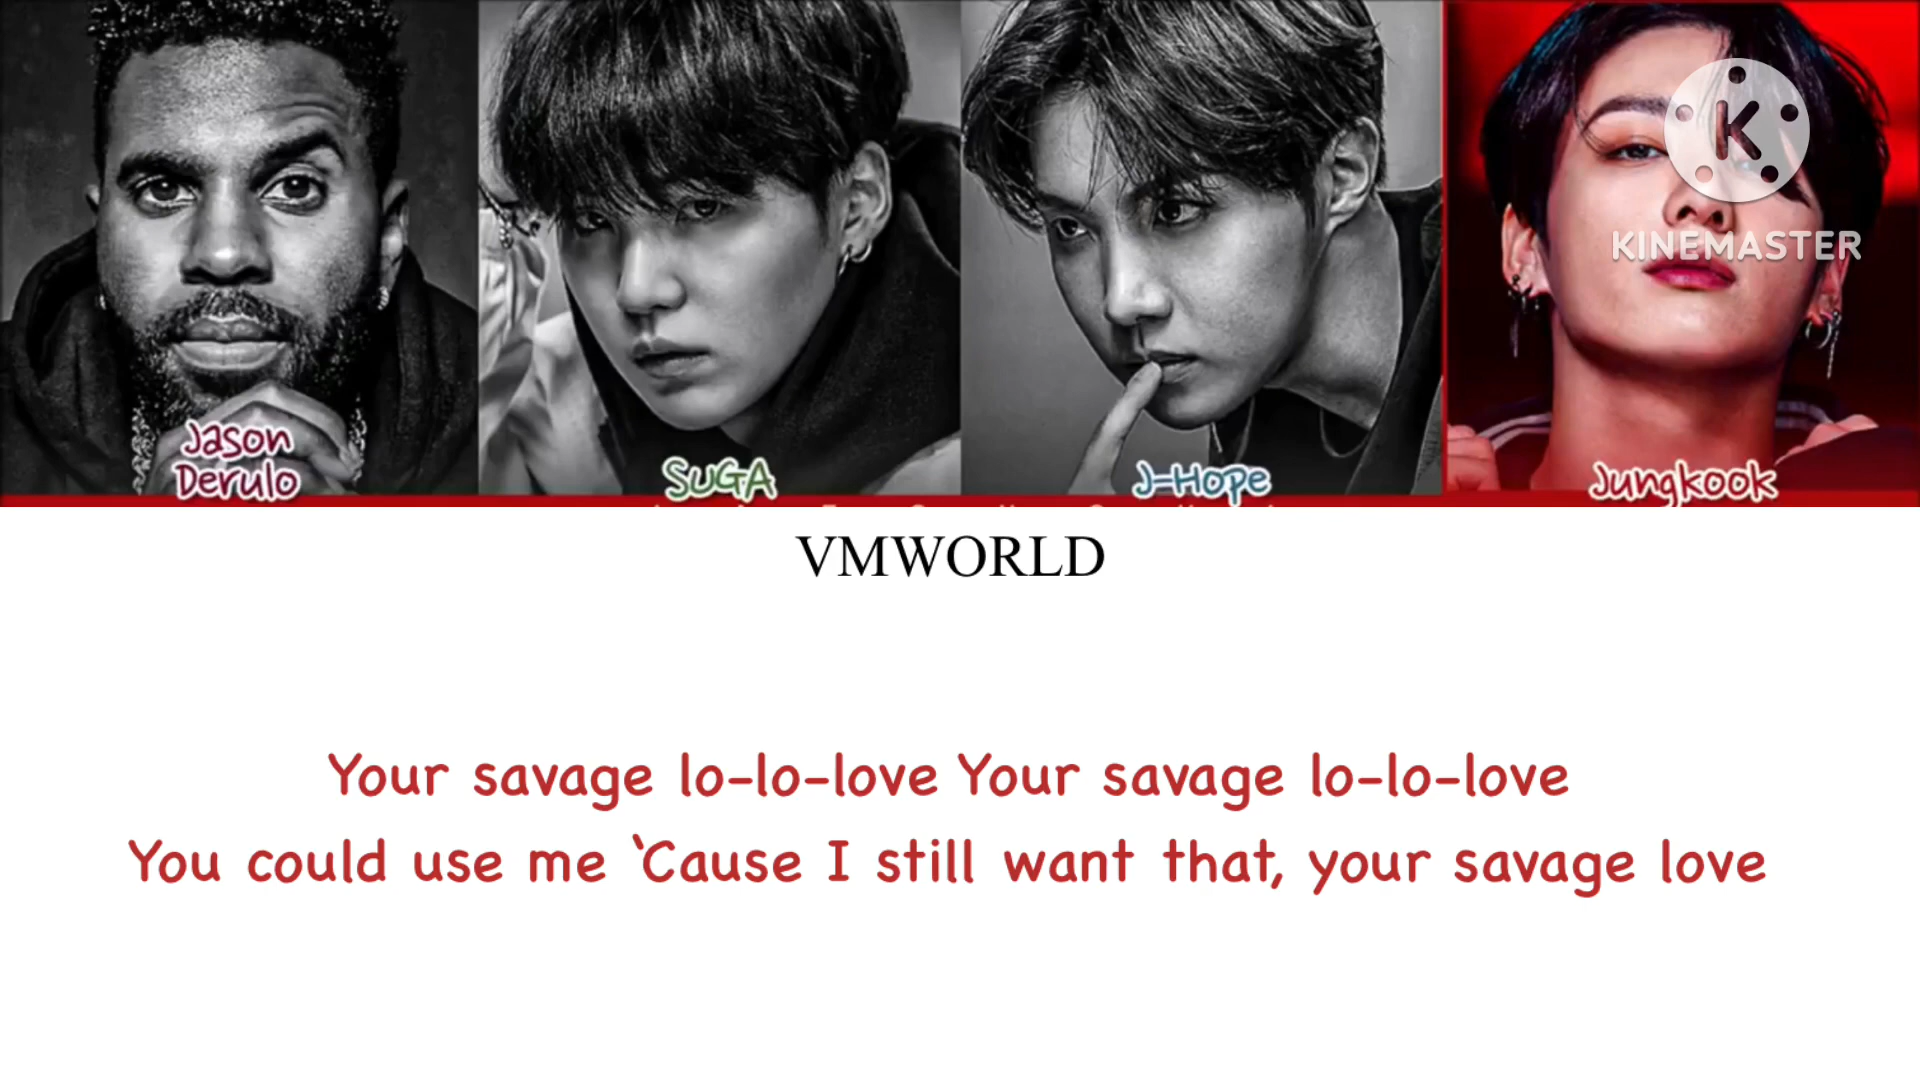 K
KINEMASTER
Jason
Derulo
SUGA
J-Hope
Jungkook
VMWORLD
Your savage lo-lo-love Your savage lo-lo-love
You could use me ‘Cause I still want that, your savage love